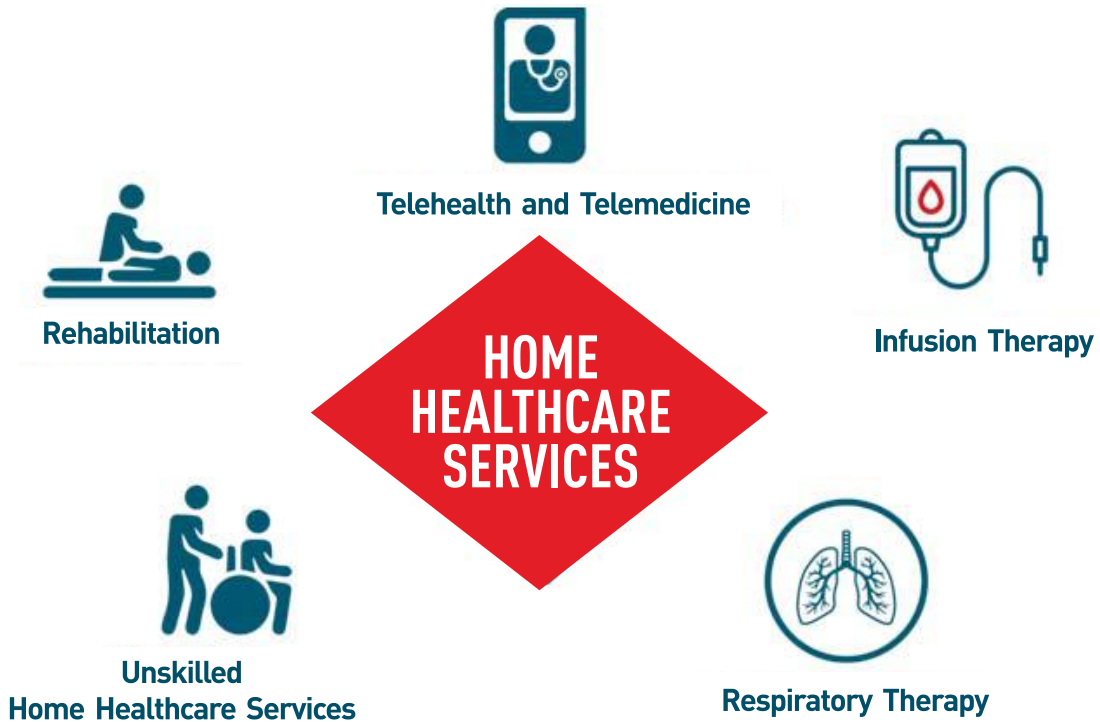 Telehealth and Telemedicine
Rehabilitation
Infusion Therapy
HOME
HEALTHCARE
SERVICES
Unskilled
Home Healthcare Services
Respiratory Therapy